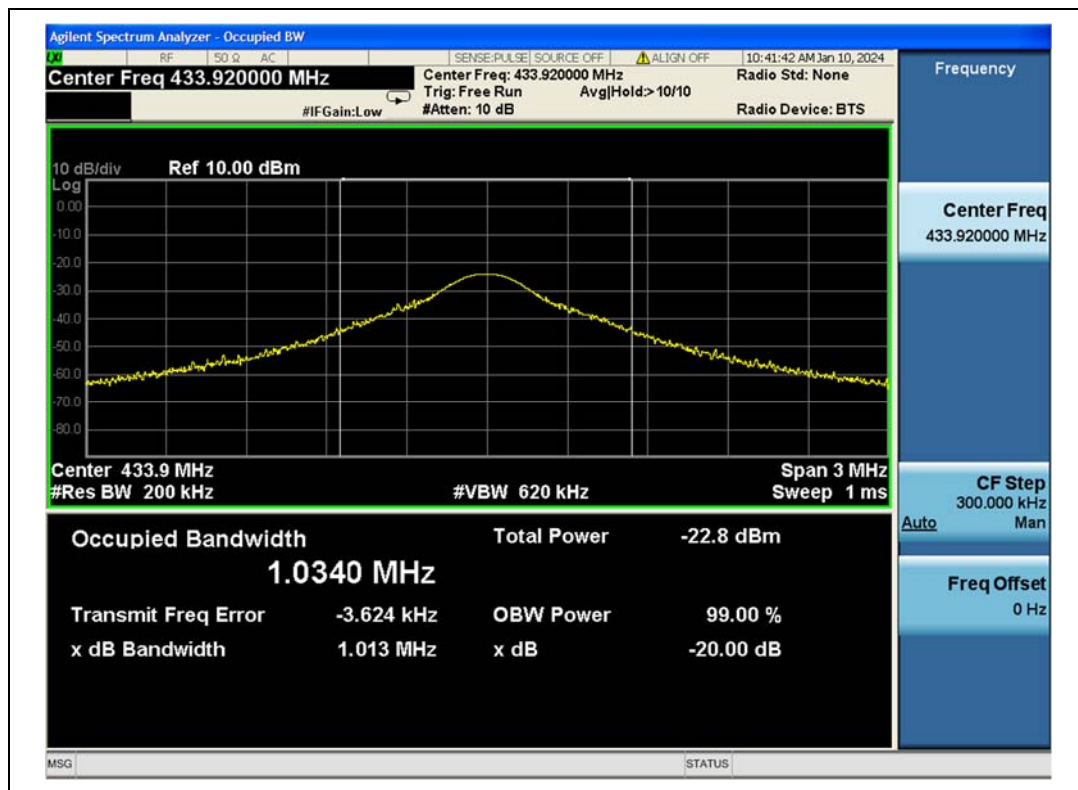 Agilent Spectrum Analyzer - Occupied BW
LXI RF 50 Ω AC SENSE:PULSE SOURCE OFF ALIGN OFF 10:41:42 AM Jan 10, 2024
Center Freq 433.920000 MHz
Center Freq: 433.920000 MHz
Radio Std: None
Trig: Free Run Avg|Hold:>10/10
#IFGain:Low
#Atten: 10 dB
Radio Device: BTS
10 dB/div Ref 10.00 dBm
Log
0.00
-10.0
-20.0
-30.0
-40.0
-50.0
-60.0
-70.0
-80.0
Center 433.9 MHz Span 3 MHz
#Res BW 200 kHz #VBW 620 kHz Sweep 1 ms
Occupied Bandwidth Total Power -22.8 dBm
1.0340 MHz
Transmit Freq Error -3.624 kHz OBW Power 99.00 %
x dB Bandwidth 1.013 MHz x dB -20.00 dB
Frequency
Center Freq
433.920000 MHz
CF Step
300.000 kHz
Auto Man
Freq Offset
0 Hz
MSG STATUS